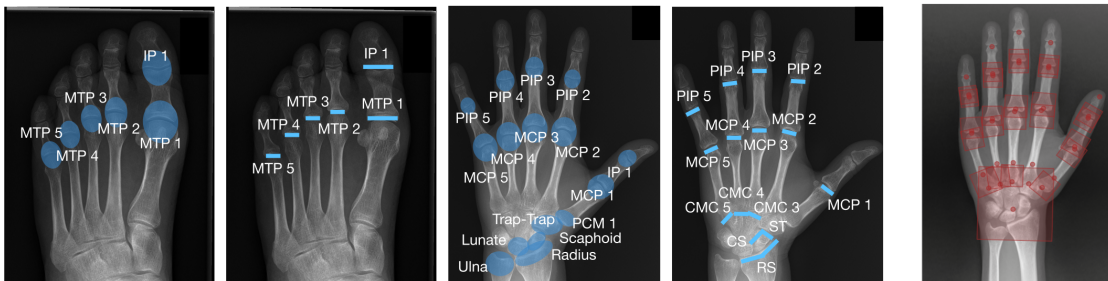 IP 1
MTP 3
MTP 5
MTP 2
MTP 4
MTP 1
IP 1
MTP 3
MTP 1
MTP 4
MTP 2
MTP 5
PIP 3
PIP 4
PIP 2
PIP 5
MCP 3
MCP 2
MCP 4
MCP 5
IP 1
MCP 1
Trap-Trap
PCM 1
Scaphoid
Lunate
Radius
Ulna
PIP 3
PIP 4
PIP 2
PIP 5
MCP 4
MCP 2
MCP 3
MCP 5
CMC 4
MCP 1
CMC 5
CMC 3
ST
CS
RS